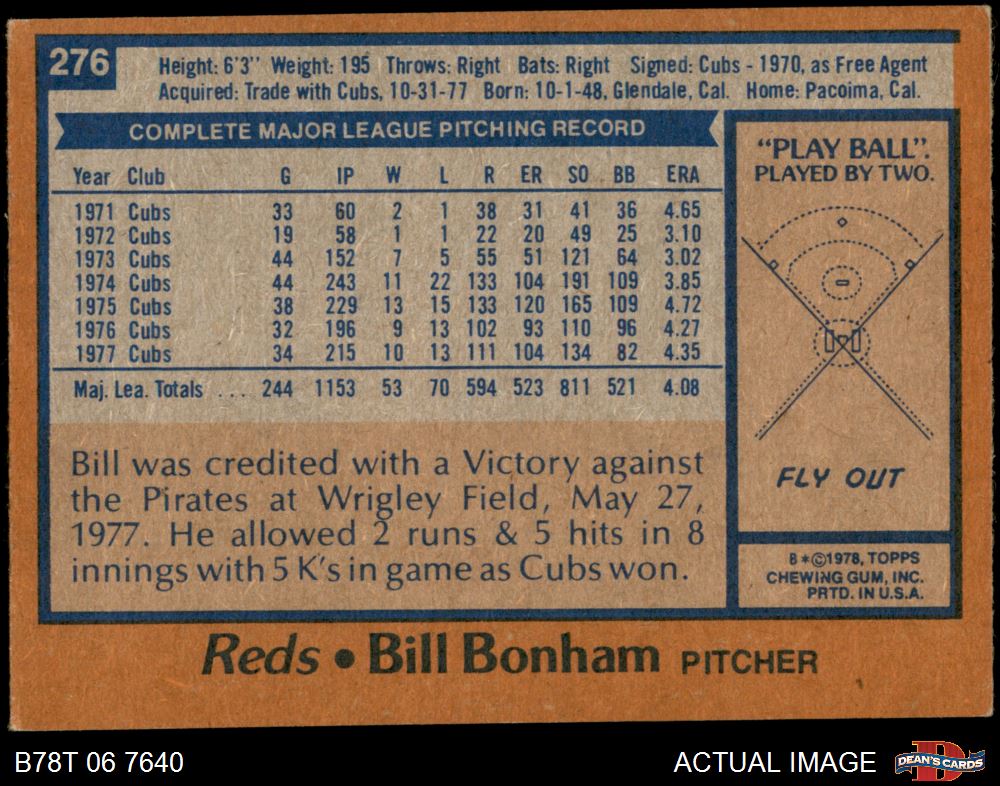 276
Height: 6'3" Weight: 195 Throws: Right Bats: Right Signed: Cubs - 1970, as Free Agent
Acquired: Trade with Cubs, 10-31-77 Born: 10-1-48, Glendale, Cal. Home: Pacoima, Cal.
COMPLETE MAJOR LEAGUE PITCHING RECORD
Year Club G IP W L R ER SO BB ERA
1971 Cubs 33 60 2 1 38 31 41 36 4.65
1972 Cubs 19 58 1 1 22 20 49 25 3.10
1973 Cubs 44 152 7 5 55 51 121 64 3.02
1974 Cubs 44 243 11 22 133 104 191 109 3.85
1975 Cubs 38 229 13 15 133 120 165 109 4.72
1976 Cubs 32 196 9 13 102 93 110 96 4.27
1977 Cubs 34 215 10 13 111 104 134 82 4.35
Maj. Lea. Totals ... 244 1153 53 70 594 523 811 521 4.08
Bill was credited with a Victory against
the Pirates at Wrigley Field, May 27,
1977. He allowed 2 runs & 5 hits in 8
innings with 5 K's in game as Cubs won.
"PLAY BALL".
PLAYED BY TWO.
FLY OUT
B*©1978, TOPPS
CHEWING GUM, INC.
PRTD. IN U.S.A.
Reds • Bill Bonham PITCHER
B78T 06 7640
ACTUAL IMAGE
D
DEAN'S CARDS